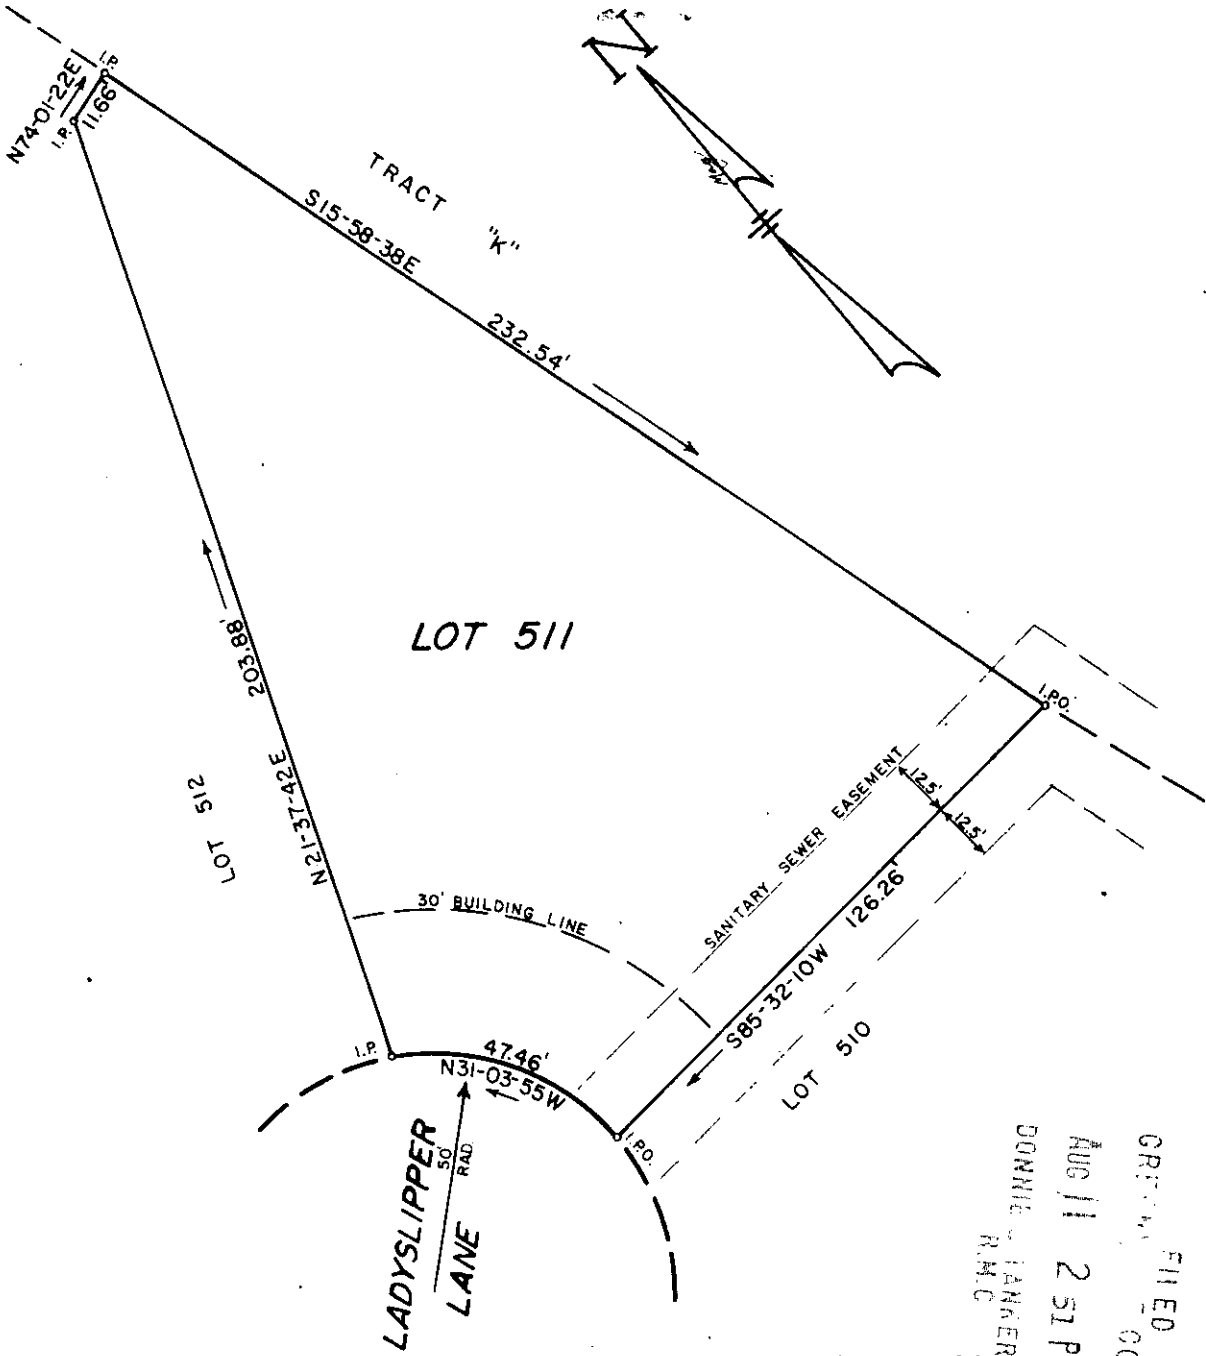 N
Mag.
I.P.
N74-01-22E
11.66'
I.P.
TRACT "K"
S15-58-38E
232.54'
LOT 511
203.88'
N21-37-42E
LOT 512
I.P.O.
12.5'
12.5'
SANITARY SEWER EASEMENT
30' BUILDING LINE
126.26'
S85-32-10W
LOT 510
I.P.
47.46'
N31-03-55W
I.P.O.
LADYSLIPPER
LANE
50'
RAD.
FILED
AUG 11 2 51 P
DONNIE
R.M.C